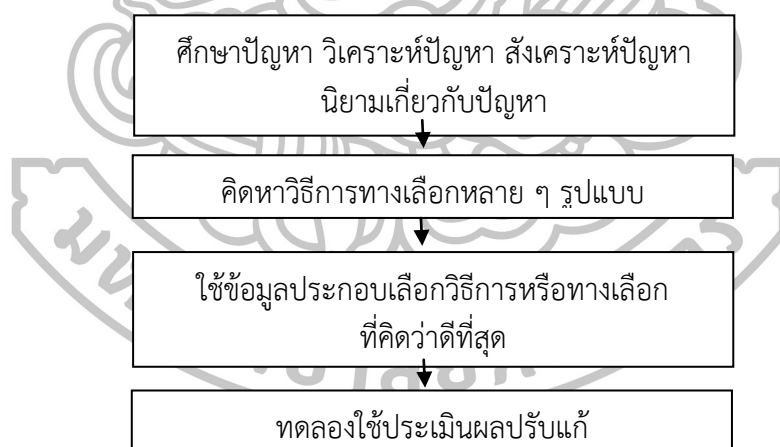 ศึกษาปัญหา วิเคราะห์ปัญหา สังเคราะห์ปัญหา
นิยามเกี่ยวกับปัญหา
คิดหาวิธีการทางเลือกหลาย ๆ รูปแบบ
ใช้ข้อมูลประกอบเลือกวิธีการหรือทางเลือก
ที่คิดว่าดีที่สุด
ทดลองใช้ประเมินผลปรับแก้